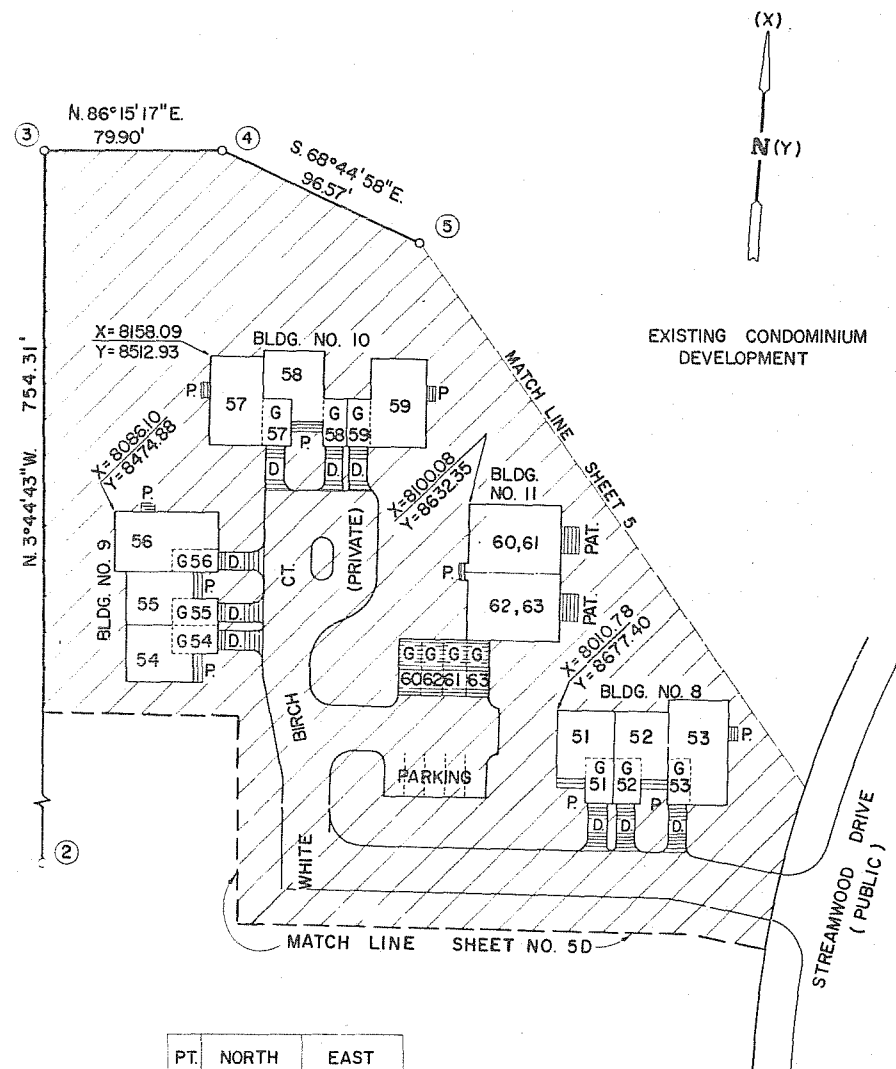 (X)
N (Y)
N. 86°15'17"E.
79.90'
3
4
S. 68°44'58"E.
96.57'
5
EXISTING CONDOMINIUM
DEVELOPMENT
N. 3°44'43"W. 754.31'
X=8158.09
Y=8512.93
BLDG. NO. 10
MATCH LINE SHEET 5
P.
57
58
59
P
G
57
P.
G
58
G
59
D.
D.
D.
X=8086.10
Y=8474.88
X=8100.08
Y=8632.35
BLDG.
NO. 11
P.
56
G56
D.
BLDG. NO. 9
P
55
G55
D.
G54
D.
54
P.
CT.
(PRIVATE)
60,61
PAT.
P.
62,63
PAT.
X=8010.78
Y=8677.40
G G G G
60 62 61 63
BLDG. NO. 8
BIRCH
51
52
53
P.
G
51
G
52
G
53
P.
P
D.
D.
D.
PARKING
WHITE
2
STREAMWOOD DRIVE
(PUBLIC)
MATCH LINE SHEET NO. 5D
PT. NORTH EAST